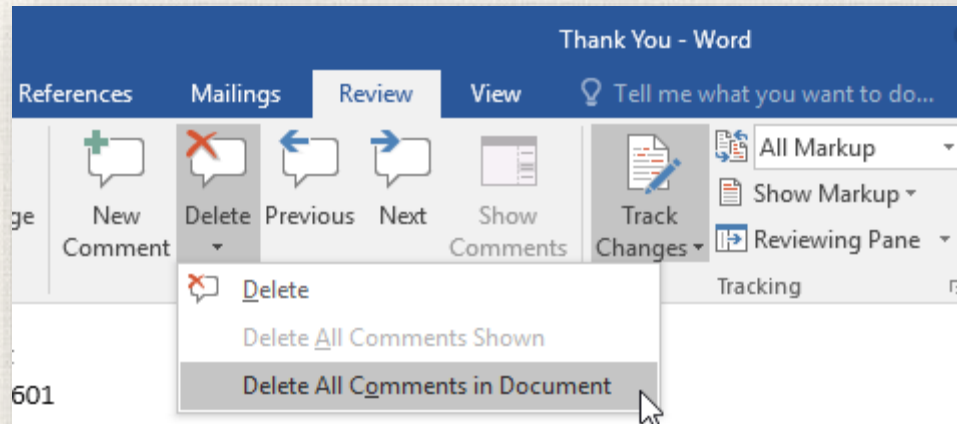 Thank You - Word
References Mailings Review View Tell me what you want to do...
New Comment
Delete
Previous
Next
Show Comments
Track Changes
All Markup
Show Markup
Reviewing Pane
Tracking
Delete
Delete All Comments Shown
Delete All Comments in Document
601